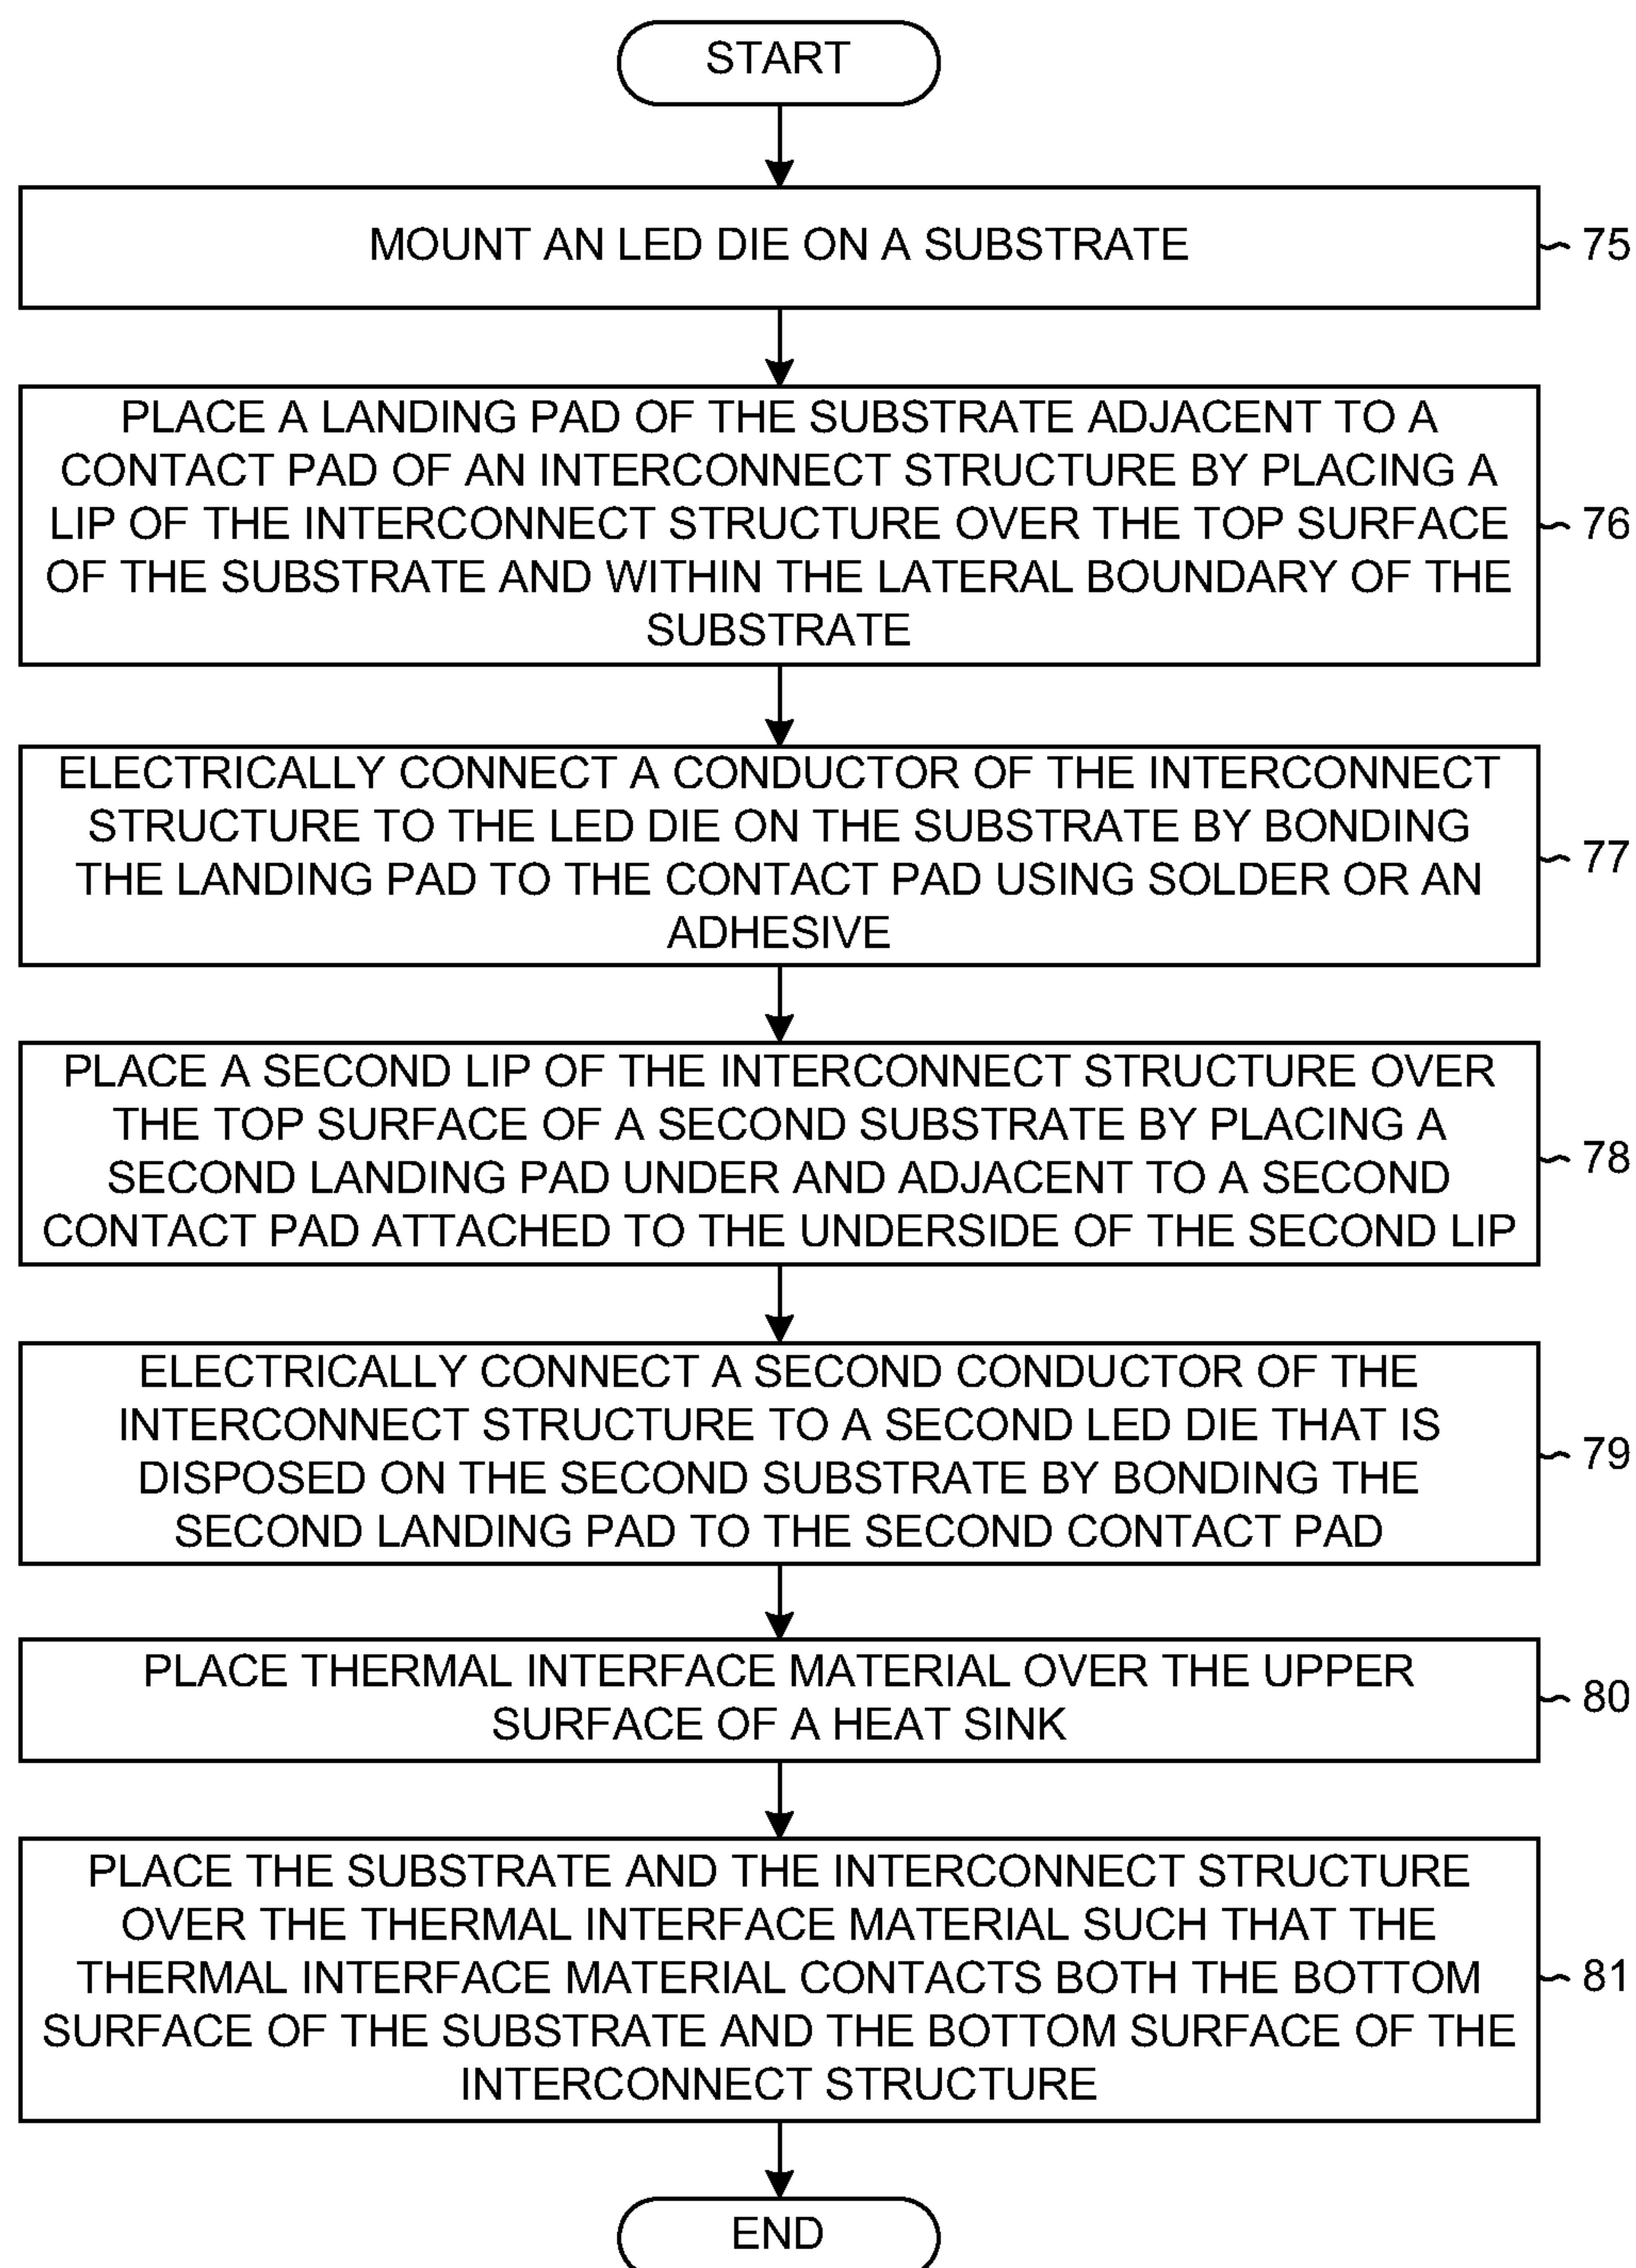 START
MOUNT AN LED DIE ON A SUBSTRATE
75
PLACE A LANDING PAD OF THE SUBSTRATE ADJACENT TO A
CONTACT PAD OF AN INTERCONNECT STRUCTURE BY PLACING A
LIP OF THE INTERCONNECT STRUCTURE OVER THE TOP SURFACE
OF THE SUBSTRATE AND WITHIN THE LATERAL BOUNDARY OF THE
SUBSTRATE
76
ELECTRICALLY CONNECT A CONDUCTOR OF THE INTERCONNECT
STRUCTURE TO THE LED DIE ON THE SUBSTRATE BY BONDING
THE LANDING PAD TO THE CONTACT PAD USING SOLDER OR AN
ADHESIVE
77
PLACE A SECOND LIP OF THE INTERCONNECT STRUCTURE OVER
THE TOP SURFACE OF A SECOND SUBSTRATE BY PLACING A
SECOND LANDING PAD UNDER AND ADJACENT TO A SECOND
CONTACT PAD ATTACHED TO THE UNDERSIDE OF THE SECOND LIP
78
ELECTRICALLY CONNECT A SECOND CONDUCTOR OF THE
INTERCONNECT STRUCTURE TO A SECOND LED DIE THAT IS
DISPOSED ON THE SECOND SUBSTRATE BY BONDING THE
SECOND LANDING PAD TO THE SECOND CONTACT PAD
79
PLACE THERMAL INTERFACE MATERIAL OVER THE UPPER
SURFACE OF A HEAT SINK
80
PLACE THE SUBSTRATE AND THE INTERCONNECT STRUCTURE
OVER THE THERMAL INTERFACE MATERIAL SUCH THAT THE
THERMAL INTERFACE MATERIAL CONTACTS BOTH THE BOTTOM
SURFACE OF THE SUBSTRATE AND THE BOTTOM SURFACE OF THE
INTERCONNECT STRUCTURE
81
END